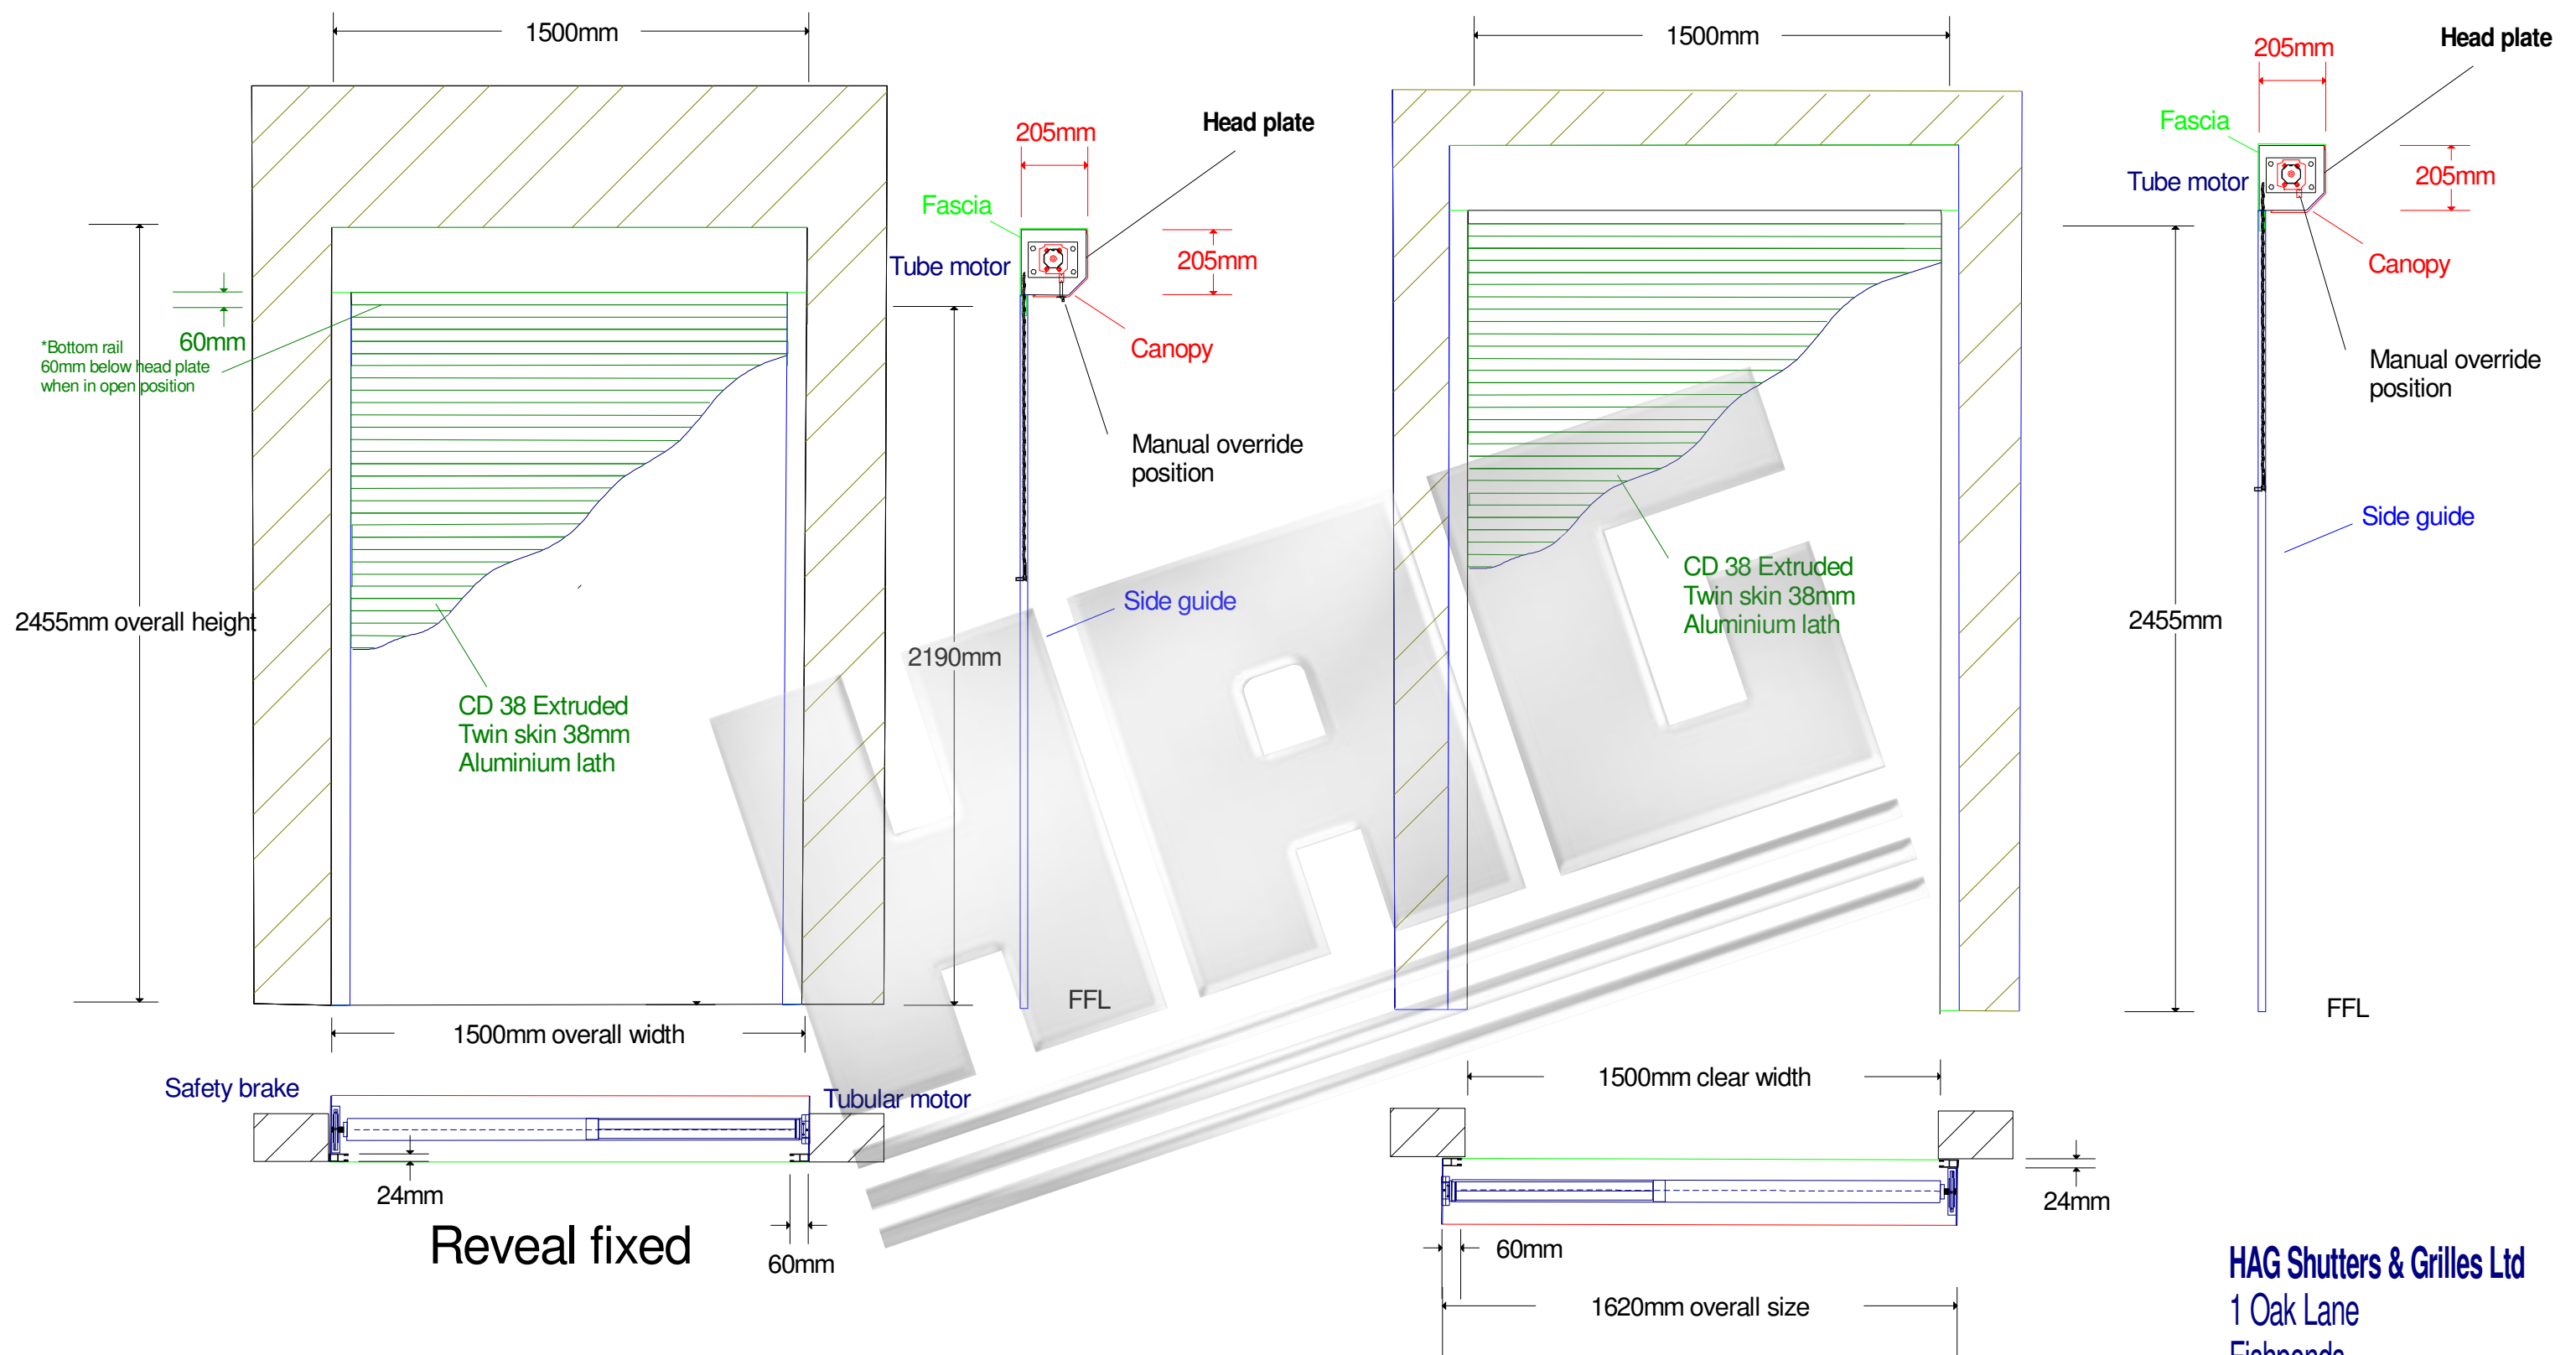 1500mm
1500mm
205mm
Head plate
Head plate
205mm
Fascia
Fascia
Tube motor
205mm
Tube motor
205mm
Canopy
Canopy
60mm
*Bottom rail
60mm below head plate
when in open position
Manual override
position
Manual override
position
Side guide
Side guide
CD 38 Extruded
Twin skin 38mm
Aluminium lath
2455mm overall height
2455mm
2190mm
CD 38 Extruded
Twin skin 38mm
Aluminium lath
HAG
FFL
FFL
1500mm overall width
1500mm clear width
Safety brake
Tubular motor
24mm
24mm
Reveal fixed
60mm
60mm
1620mm overall size
HAG Shutters & Grilles Ltd
1 Oak Lane
Fishponds